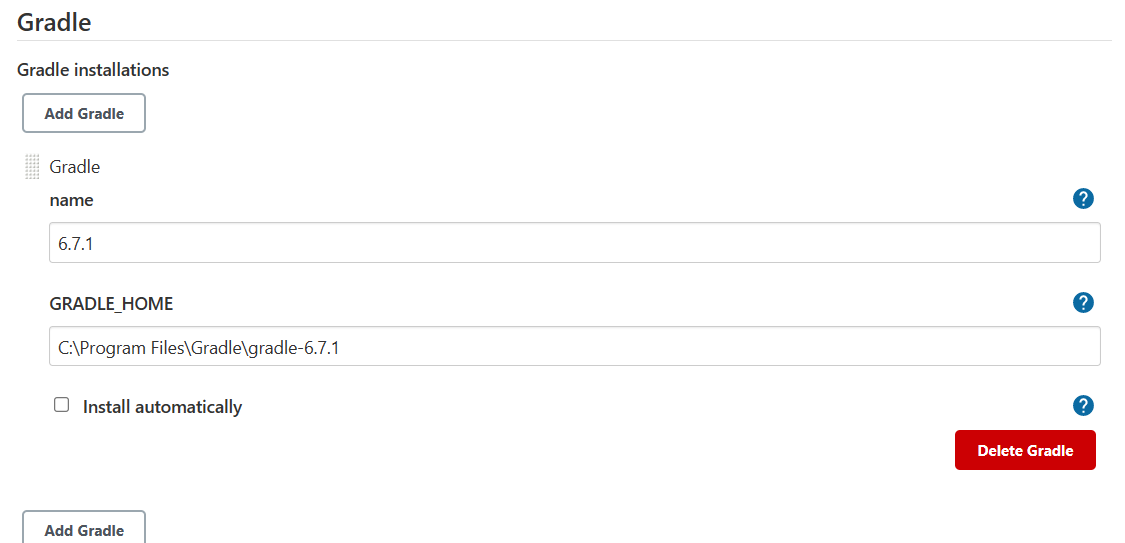 Gradle
Gradle installations
Add Gradle
Gradle
name
?
6.7.1
GRADLE_HOME
?
C:\Program Files\Gradle\gradle-6.7.1
Install automatically
?
Delete Gradle
Add Gradle